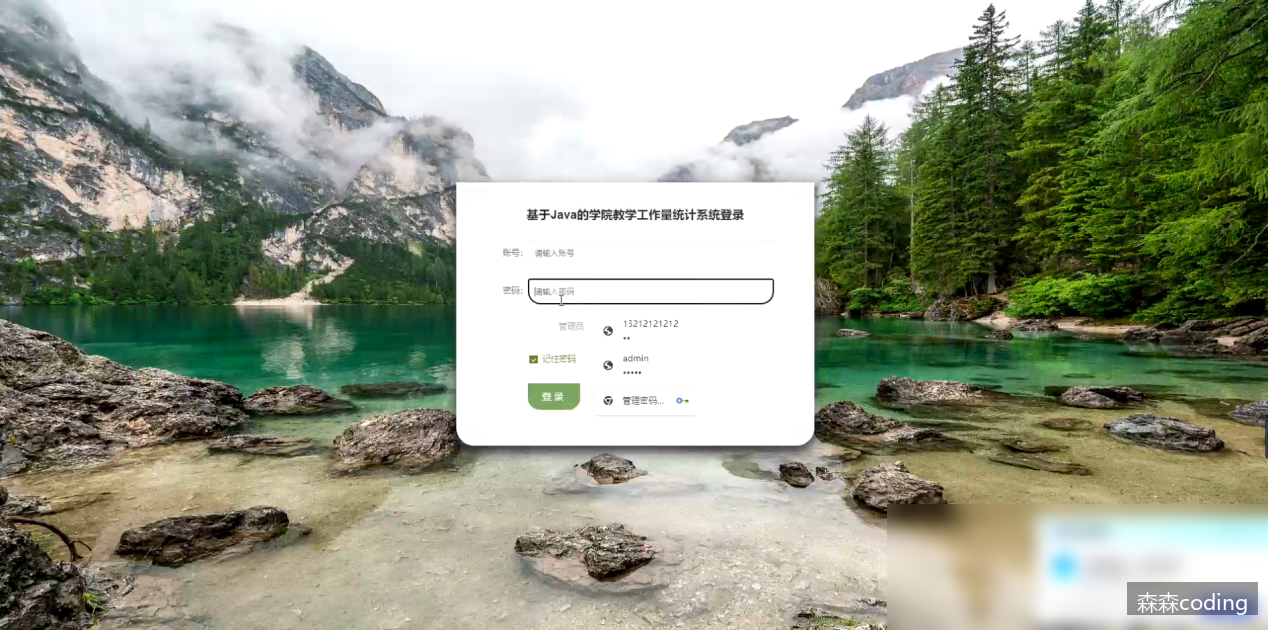 基于Java的学院教学工作量统计系统登录
账号: 请输入账号
密码: 请输入密码
管理员
13212121212
••
记住密码
admin
•••••
登录
管理密码...
森森coding